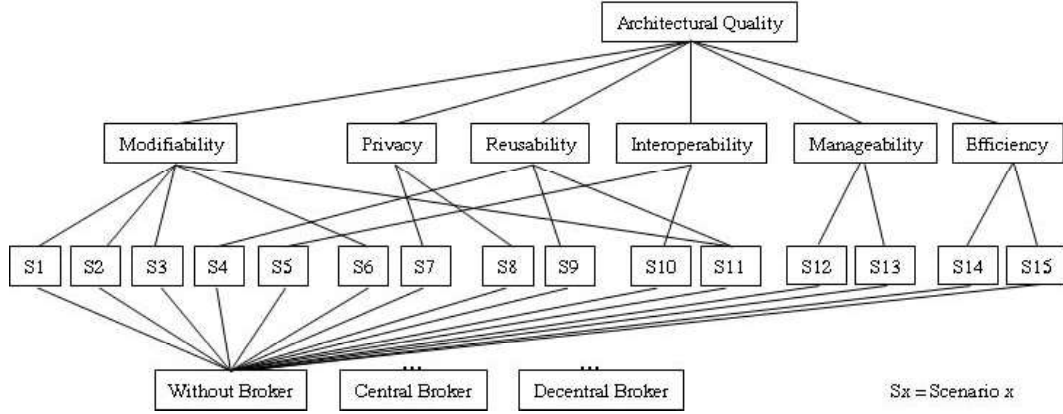 Architectural Quality
Modifiability Privacy Reusability Interoperability Manageability Efficiency
S1 S2 S3 S4 S5 S6 S7 S8 S9 S10 S11 S12 S13 S14 S15
... ...
Without Broker Central Broker Decentral Broker Sx = Scenario x